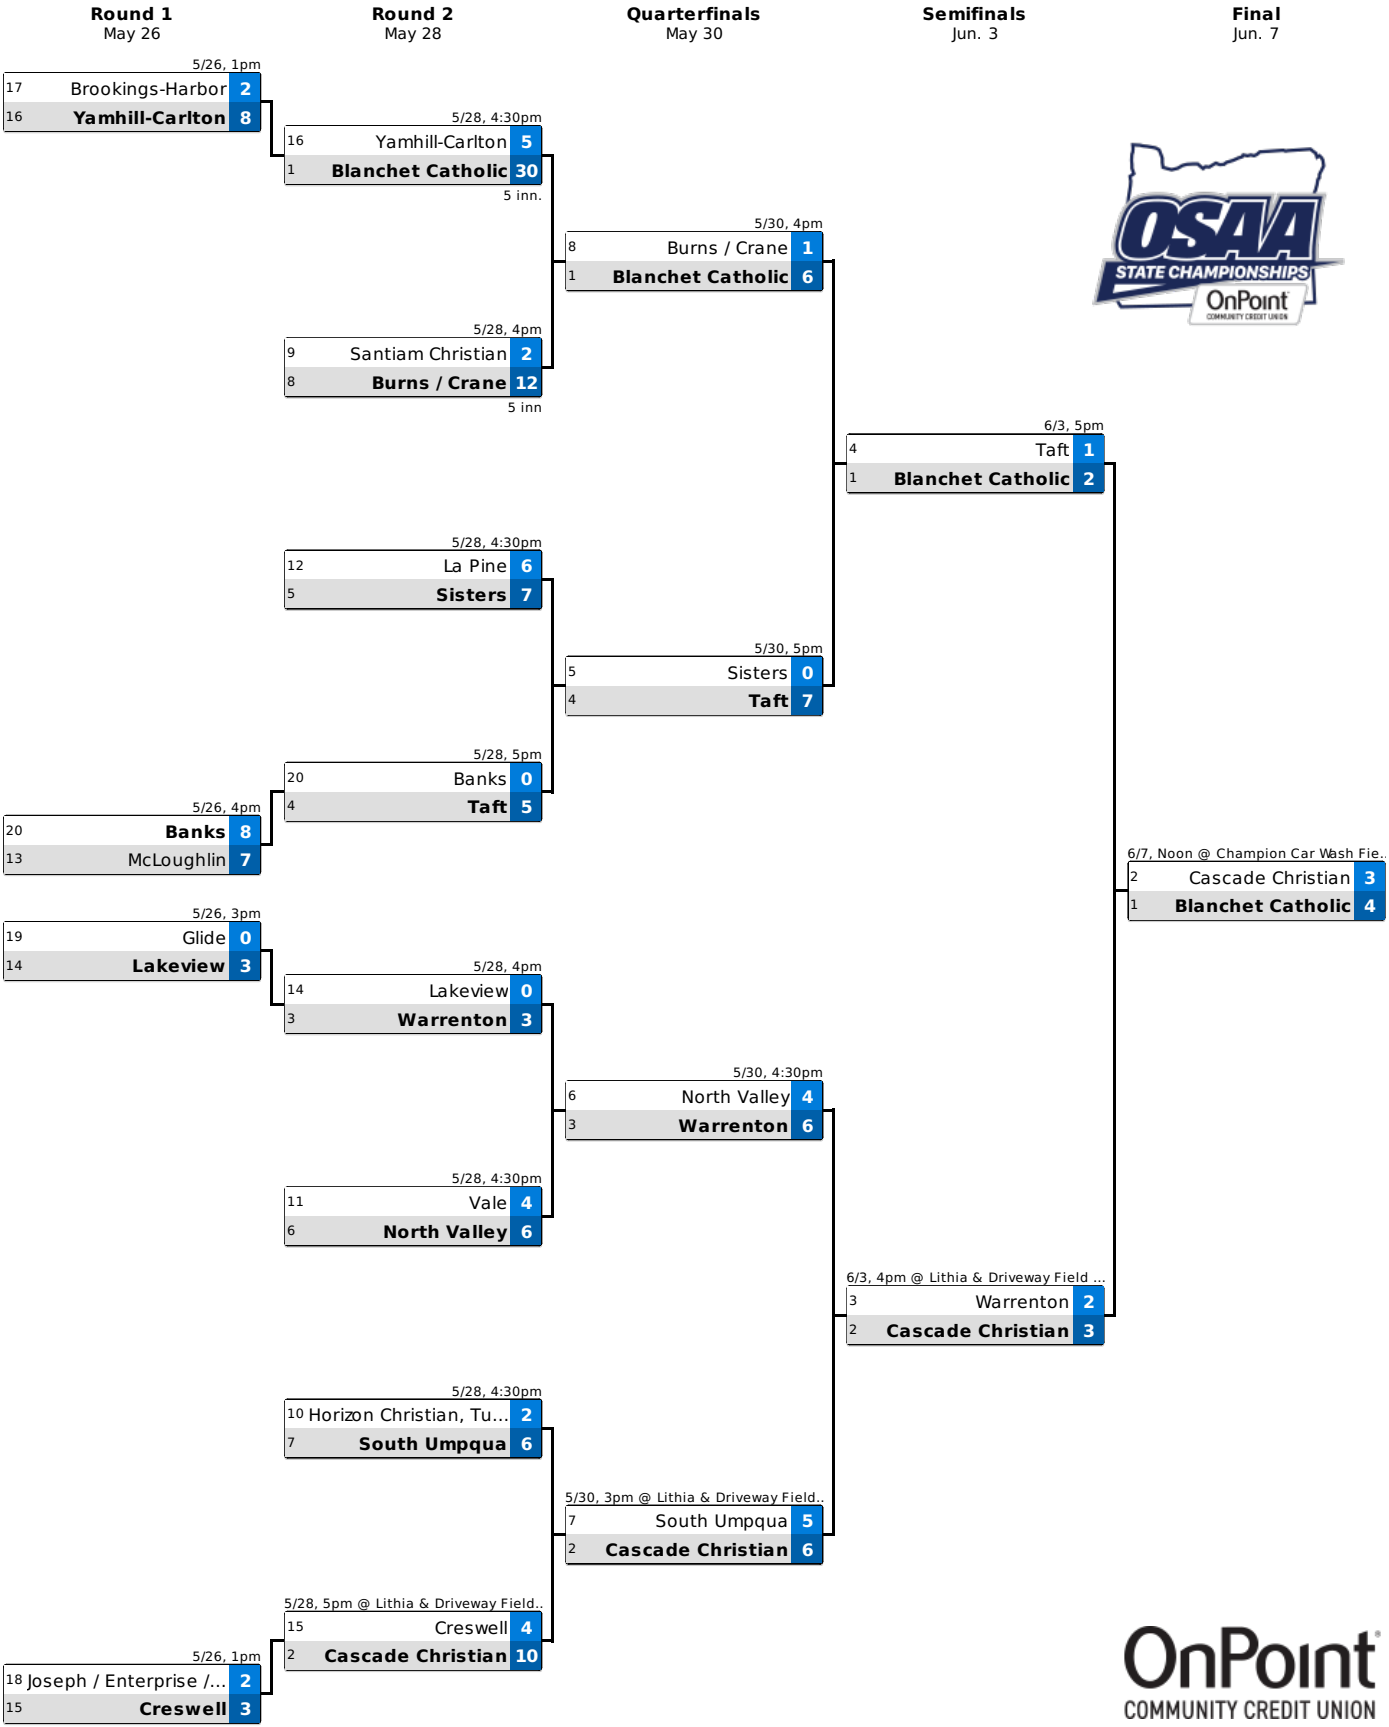 Round 1
May 26
Round 2
May 28
Quarterfinals
May 30
Semifinals
Jun. 3
Final
Jun. 7
5/26, 1pm
17 Brookings-Harbor 2
16 Yamhill-Carlton 8
5/28, 4:30pm
16 Yamhill-Carlton 5
1 Blanchet Catholic 30
5 inn.
5/30, 4pm
8 Burns / Crane 1
1 Blanchet Catholic 6
OSAA
STATE CHAMPIONSHIPS
OnPoint
COMMUNITY CREDIT UNION
5/28, 4pm
9 Santiam Christian 2
8 Burns / Crane 12
5 inn
6/3, 5pm
4 Taft 1
1 Blanchet Catholic 2
5/28, 4:30pm
12 La Pine 6
5 Sisters 7
5/30, 5pm
5 Sisters 0
4 Taft 7
5/28, 5pm
20 Banks 0
4 Taft 5
5/26, 4pm
20 Banks 8
13 McLoughlin 7
6/7, Noon @ Champion Car Wash Fie..
2 Cascade Christian 3
1 Blanchet Catholic 4
5/26, 3pm
19 Glide 0
14 Lakeview 3
5/28, 4pm
14 Lakeview 0
3 Warrenton 3
5/30, 4:30pm
6 North Valley 4
3 Warrenton 6
5/28, 4:30pm
11 Vale 4
6 North Valley 6
6/3, 4pm @ Lithia & Driveway Field ...
3 Warrenton 2
2 Cascade Christian 3
5/28, 4:30pm
10 Horizon Christian, Tu... 2
7 South Umpqua 6
5/30, 3pm @ Lithia & Driveway Field..
7 South Umpqua 5
2 Cascade Christian 6
5/28, 5pm @ Lithia & Driveway Field..
15 Creswell 4
2 Cascade Christian 10
5/26, 1pm
18 Joseph / Enterprise /... 2
15 Creswell 3
OnPoint®
COMMUNITY CREDIT UNION